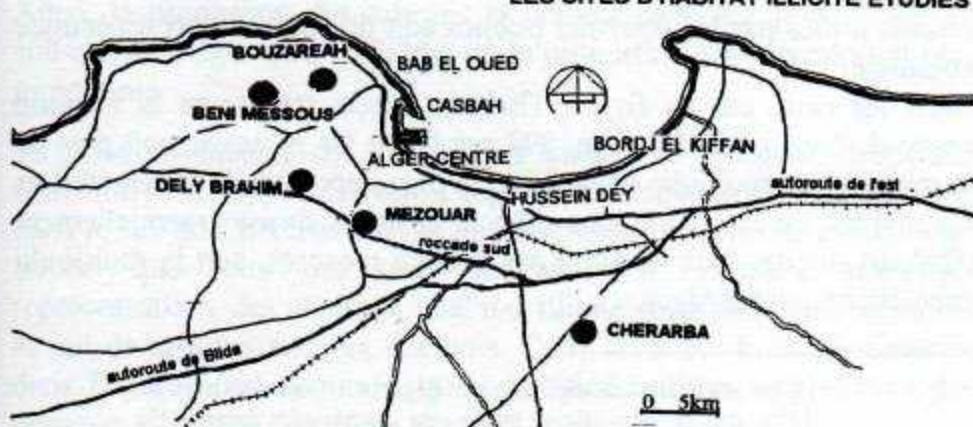 LES SITES D'HABITAT ILLICITE ETUDIES
BOUZAREAH
BAB EL OUED
BENI MESSOUS
CASBAH
ALGER CENTRE
BORDJ EL KIFFAN
DELY BRAHIM
HUSSEIN DEY
autoroute de l'est
MEZOUAR
roccade sud
CHERARBA
autoroute de Blida
0 5km